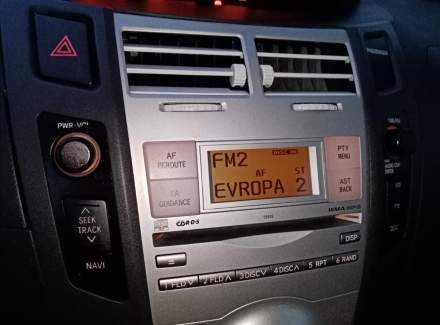 PWR VOL
AF
REROUTE
GUIDANCE
FM2
AF ST
EVROPA 2
PTY
MENU
AST
BACK
SEEK
TRACK
NAVI
DISP
1 FLD ∨ 2 FLD ∧ 3 DISC ∨ 4 DISC ∧ 5 RPT 6 RAND